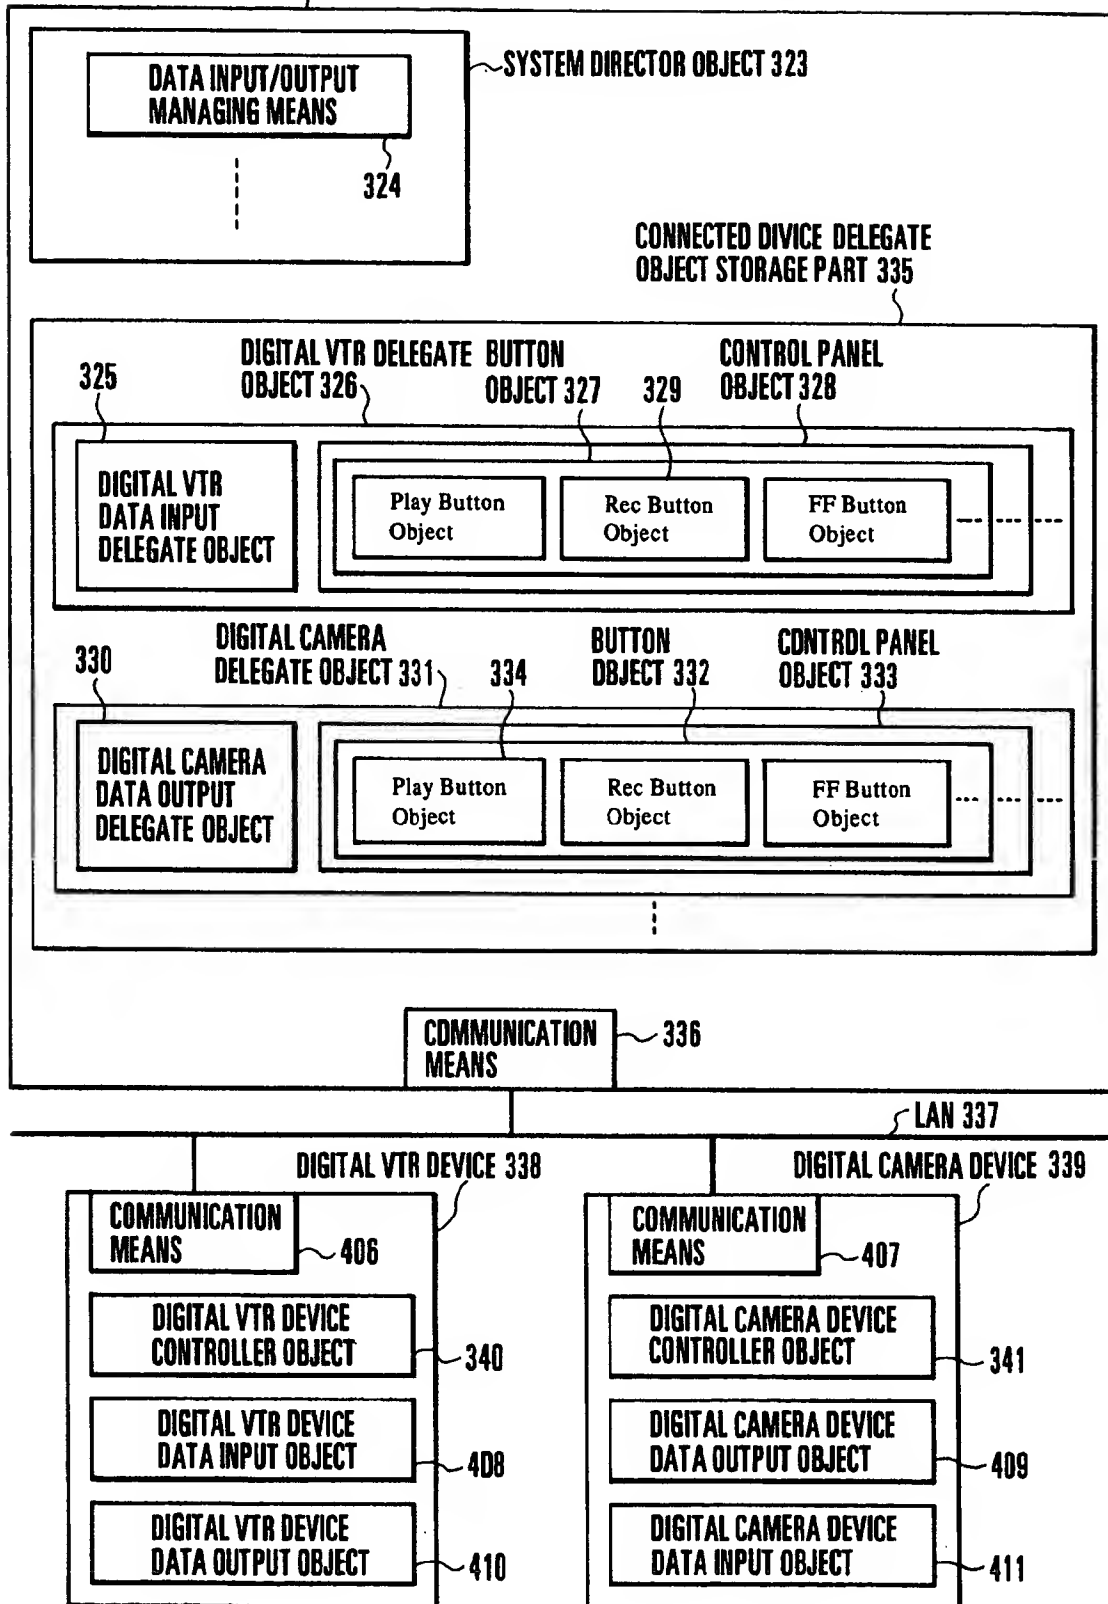 DATA INPUT/OUTPUT
MANAGING MEANS
324
SYSTEM DIRECTOR OBJECT 323
CONNECTED DIVICE DELEGATE
OBJECT STORAGE PART 335
325
DIGITAL VTR DELEGATE
OBJECT 326
BUTTON
OBJECT 327
329
CONTROL PANEL
OBJECT 328
DIGITAL VTR
DATA INPUT
DELEGATE OBJECT
Play Button
Object
Rec Button
Object
FF Button
Object
330
DIGITAL CAMERA
DELEGATE OBJECT 331
334
BUTTON
OBJECT 332
CONTROL PANEL
OBJECT 333
DIGITAL CAMERA
DATA OUTPUT
DELEGATE OBJECT
Play Button
Object
Rec Button
Object
FF Button
Object
COMMUNICATION
MEANS
336
LAN 337
DIGITAL VTR DEVICE 338
DIGITAL CAMERA DEVICE 339
COMMUNICATION
MEANS
406
DIGITAL VTR DEVICE
CONTROLLER OBJECT
340
DIGITAL VTR DEVICE
DATA INPUT OBJECT
408
DIGITAL VTR DEVICE
DATA OUTPUT OBJECT
410
COMMUNICATION
MEANS
407
DIGITAL CAMERA DEVICE
CONTROLLER OBJECT
341
DIGITAL CAMERA DEVICE
DATA OUTPUT OBJECT
409
DIGITAL CAMERA DEVICE
DATA INPUT OBJECT
411